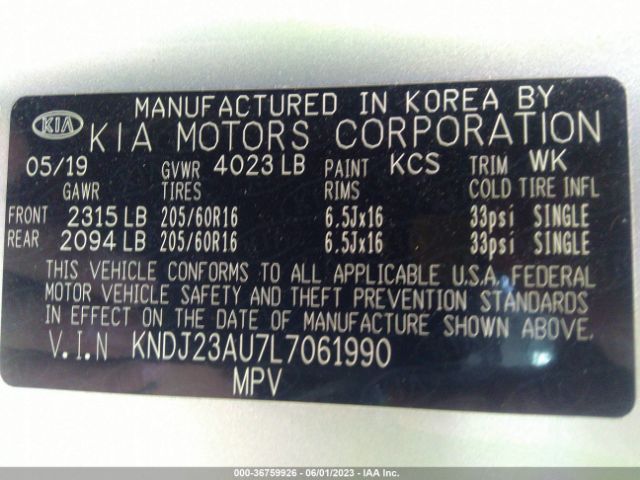 KIA
MANUFACTURED IN KOREA BY
KIA MOTORS CORPORATION
05/19 GVWR 4023 LB PAINT KCS TRIM WK
GAWR TIRES RIMS COLD TIRE INFL
FRONT 2315 LB 205/60R16 6.5Jx16 33psi SINGLE
REAR 2094 LB 205/60R16 6.5Jx16 33psi SINGLE
THIS VEHICLE CONFORMS TO ALL APPLICABLE U.S.A. FEDERAL
MOTOR VEHICLE SAFETY AND THEFT PREVENTION STANDARDS
IN EFFECT ON THE DATE OF MANUFACTURE SHOWN ABOVE.
V.I.N KNDJ23AU7L7061990
MPV
000-36759926 - 06/01/2023 - IAA Inc.